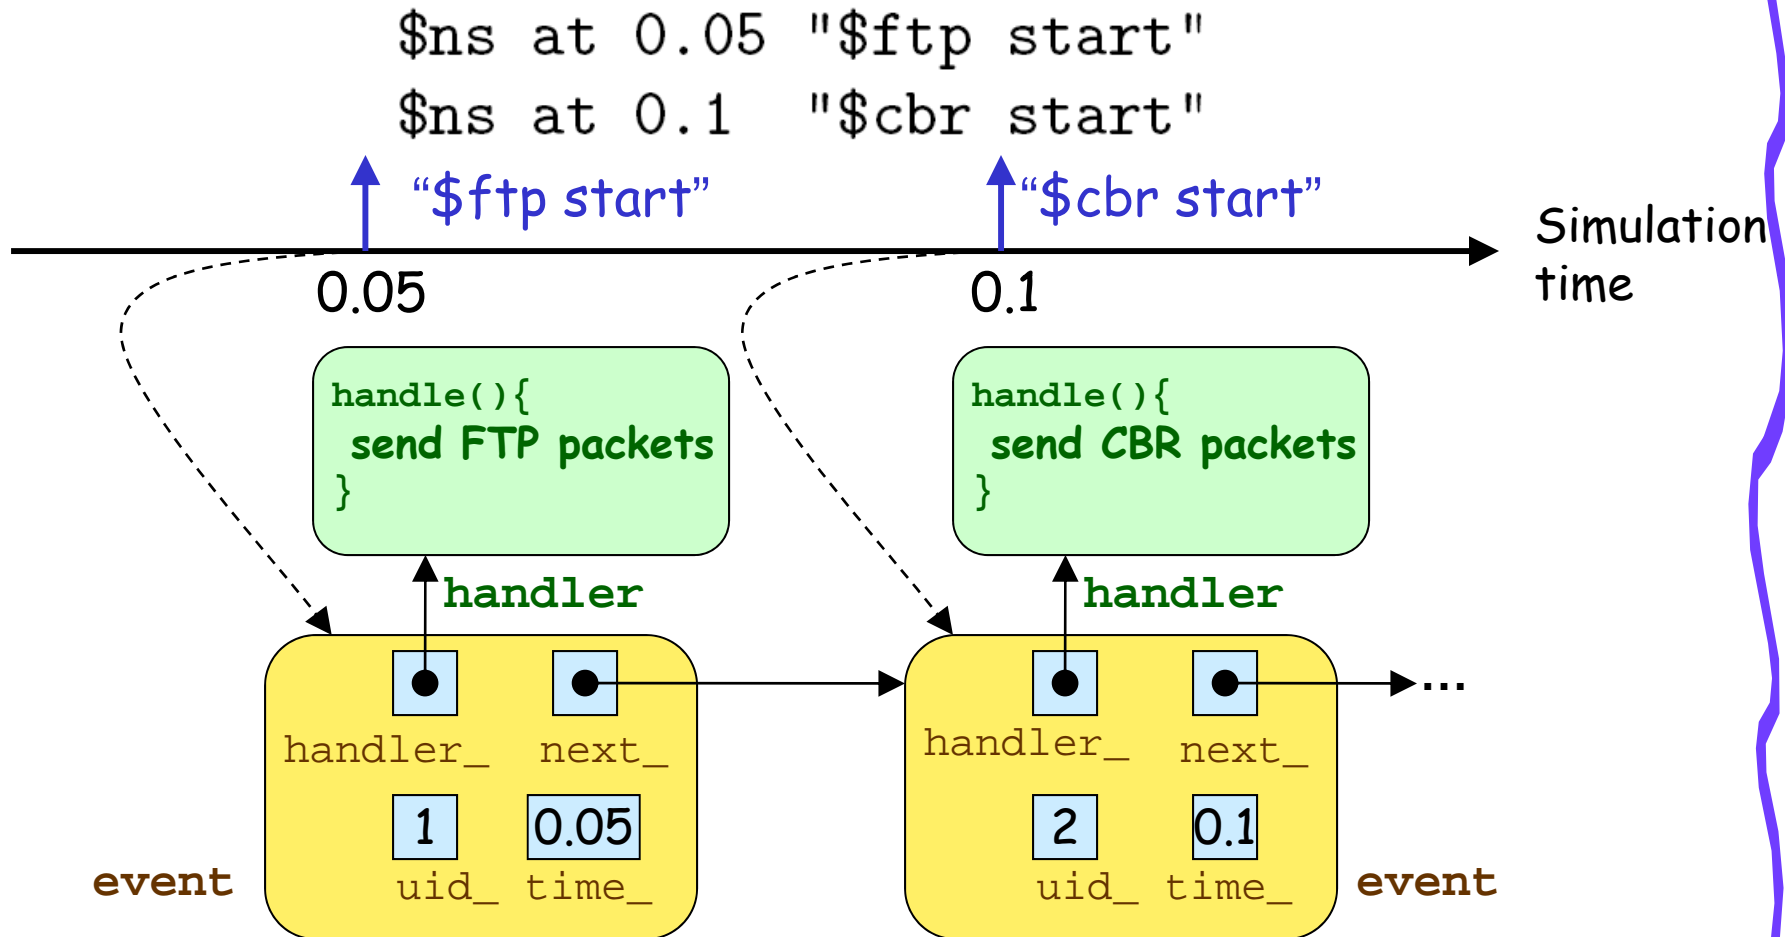 $ns at 0.05 "$ftp start"
$ns at 0.1 "$cbr start"
“$ftp start” “$cbr start”
Simulation
time
0.05 0.1
handle(){
send FTP packets
}
handle(){
send CBR packets
}
handler handler
...
handler_ next_
handler_ next_
1 0.05
2 0.1
event uid_ time_
uid_ time_ event